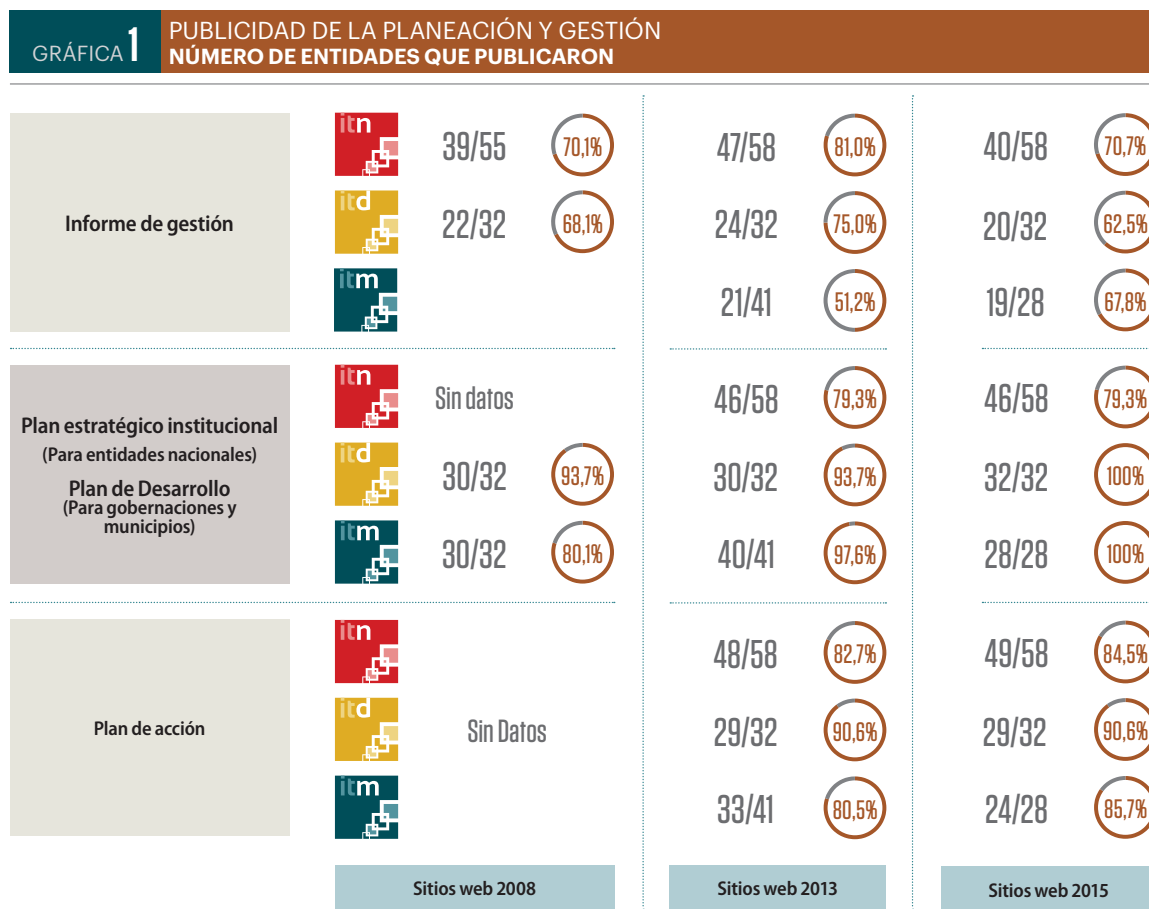 GRÁFICA 1
PUBLICIDAD DE LA PLANEACIÓN Y GESTIÓN
NÚMERO DE ENTIDADES QUE PUBLICARON
Informe de gestión
itn
39/55
70,1%
47/58
81,0%
40/58
70,7%
itd
22/32
68,1%
24/32
75,0%
20/32
62,5%
itm
21/41
51,2%
19/28
67,8%
Plan estratégico institucional
(Para entidades nacionales)
Plan de Desarrollo
(Para gobernaciones y
municipios)
itn
Sin datos
46/58
79,3%
46/58
79,3%
itd
30/32
93,7%
30/32
93,7%
32/32
100%
itm
30/32
80,1%
40/41
97,6%
28/28
100%
Plan de acción
itn
48/58
82,7%
49/58
84,5%
itd
Sin Datos
29/32
90,6%
29/32
90,6%
itm
33/41
80,5%
24/28
85,7%
Sitios web 2008
Sitios web 2013
Sitios web 2015